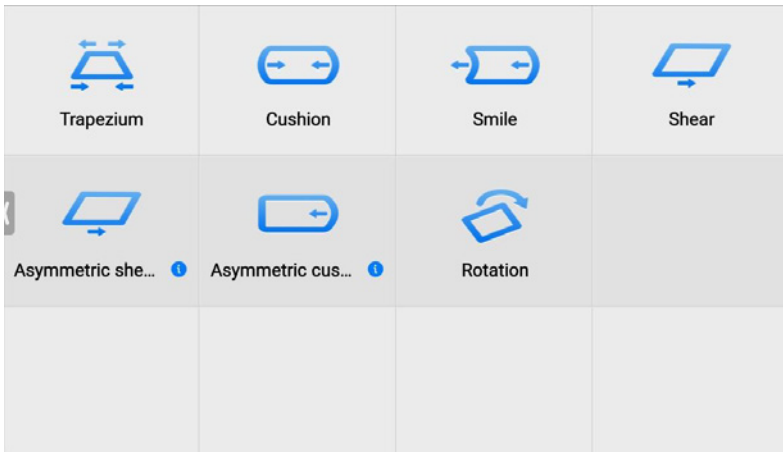 Trapezium
Cushion
Smile
Shear
Asymmetric she...
Asymmetric cus...
Rotation